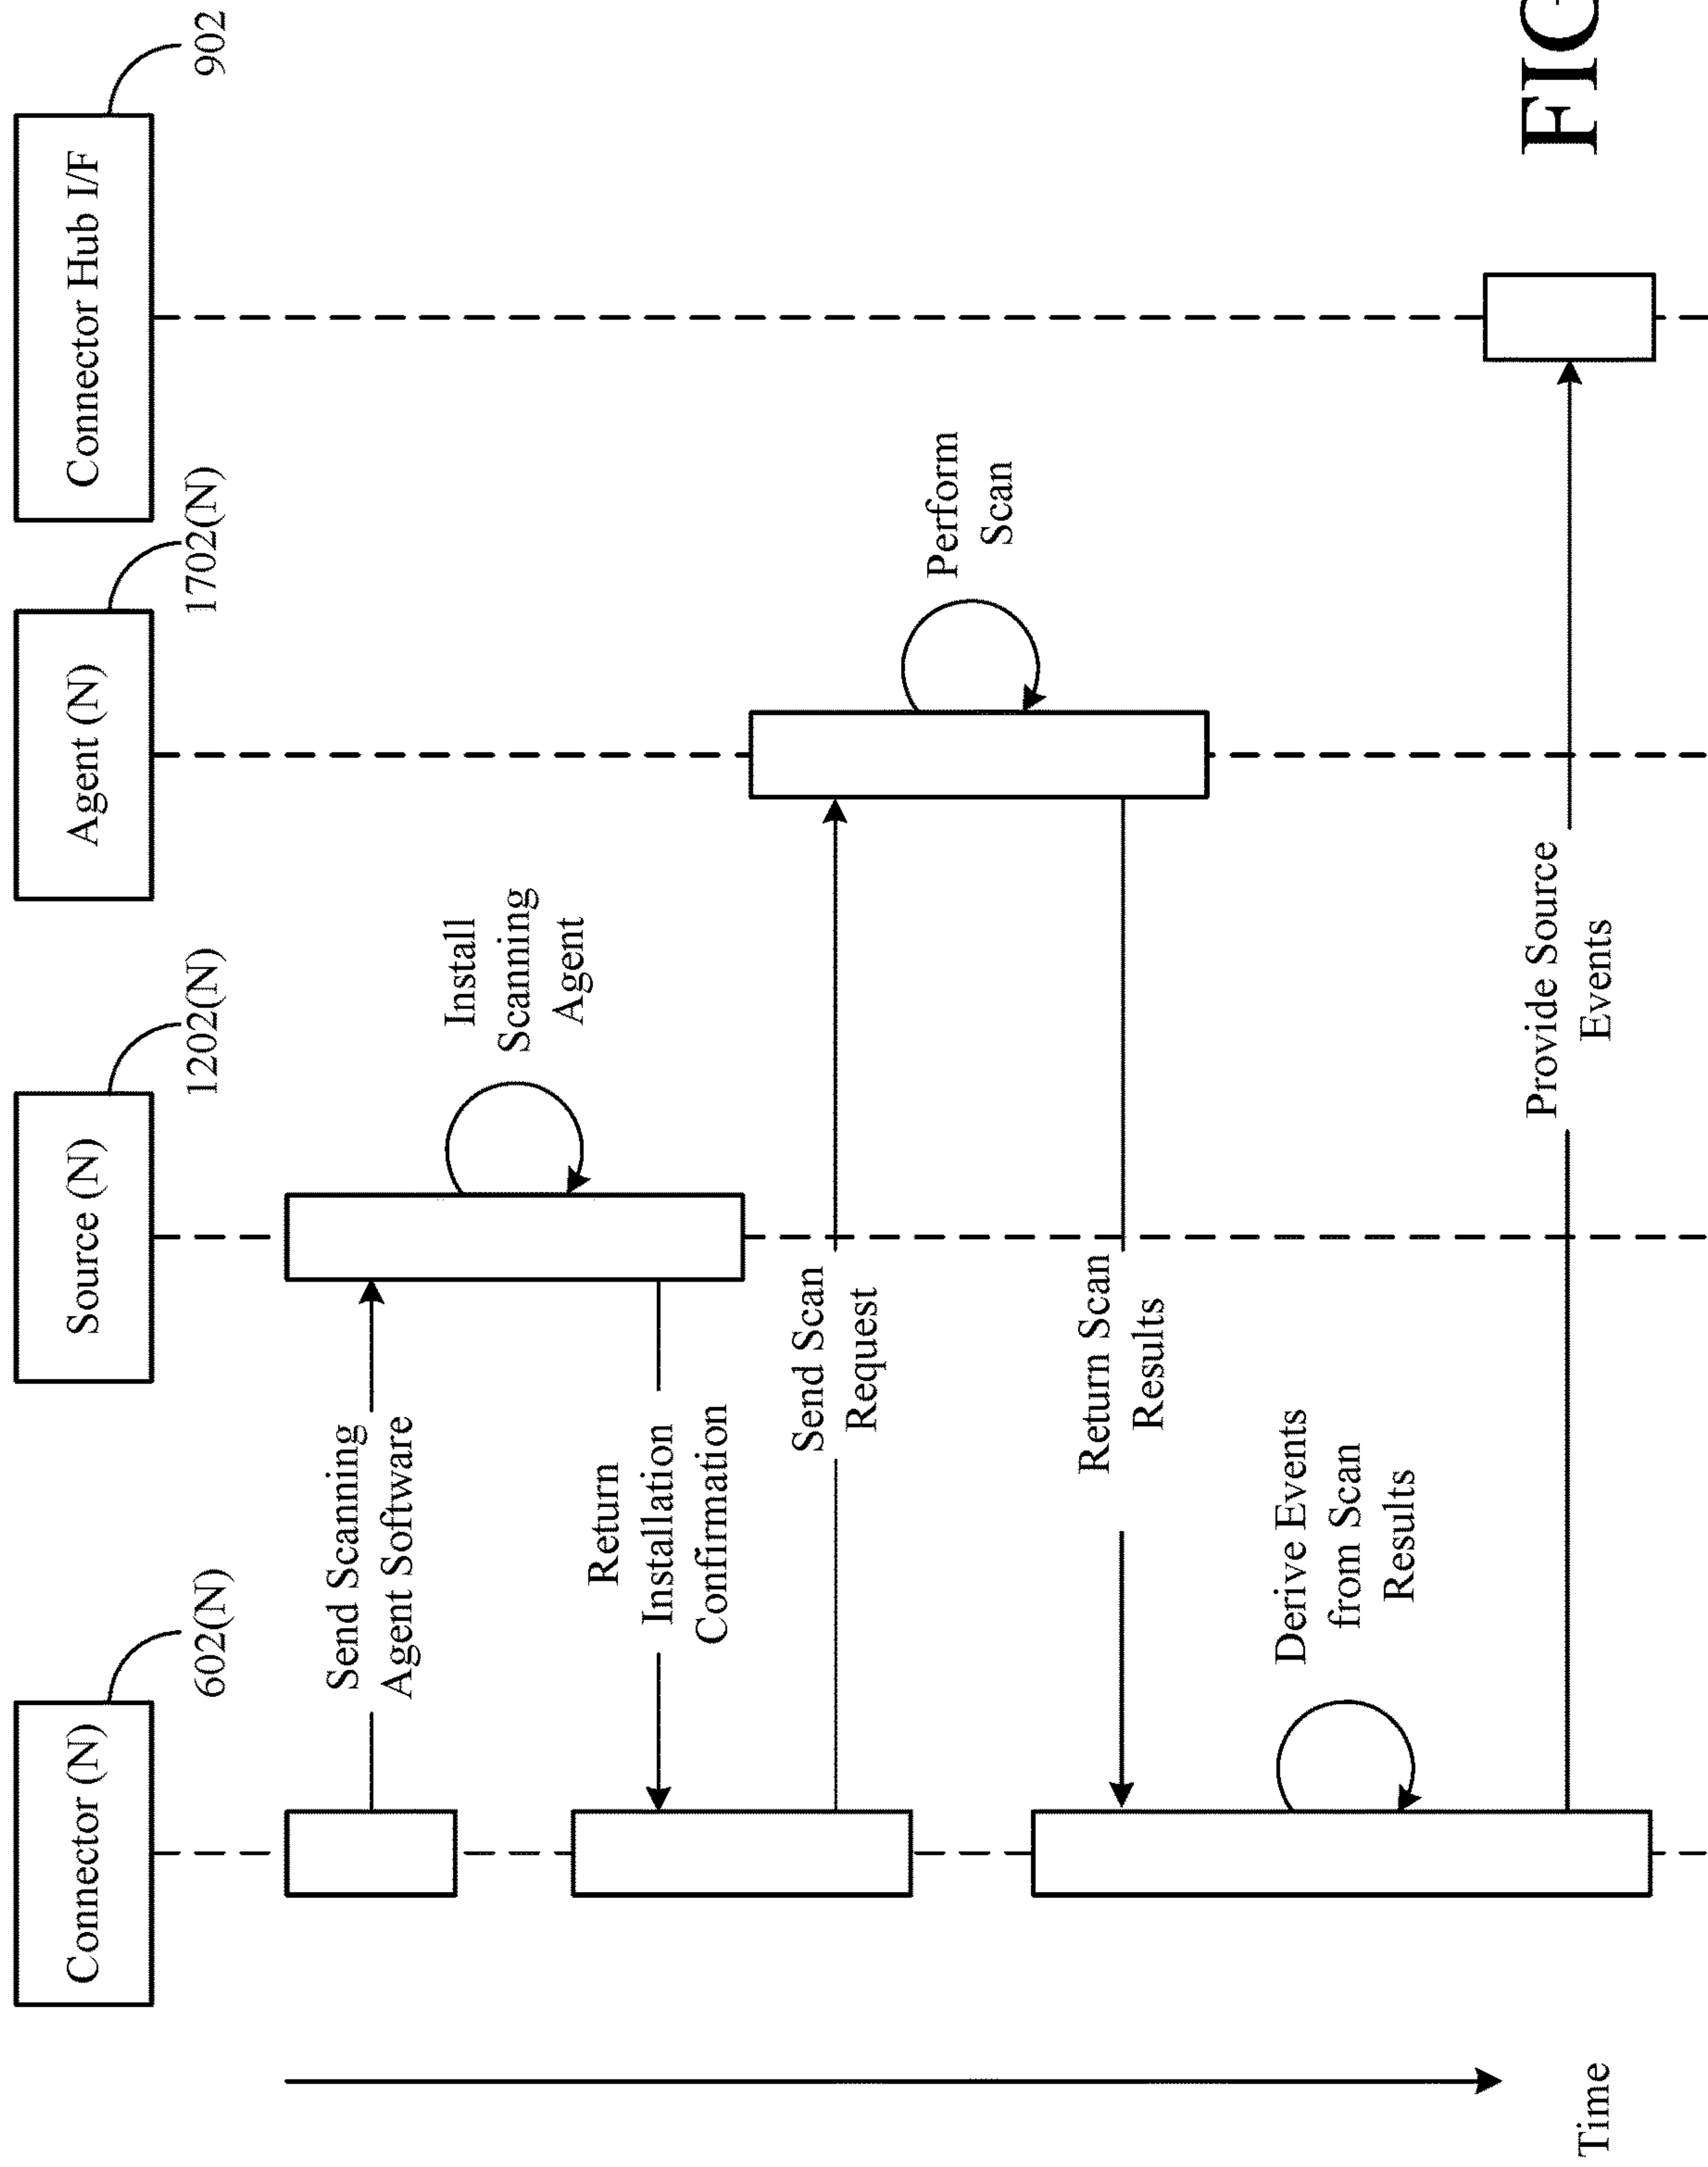 Connector (N)
602(N)
Source (N)
1202(N)
Agent (N)
1702(N)
Connector Hub I/F
902
Send Scanning
Agent Software
Install
Scanning
Agent
Return
Installation
Confirmation
Send Scan
Request
Perform
Scan
Return Scan
Results
Derive Events
from Scan
Results
Provide Source
Events
Time
FIG